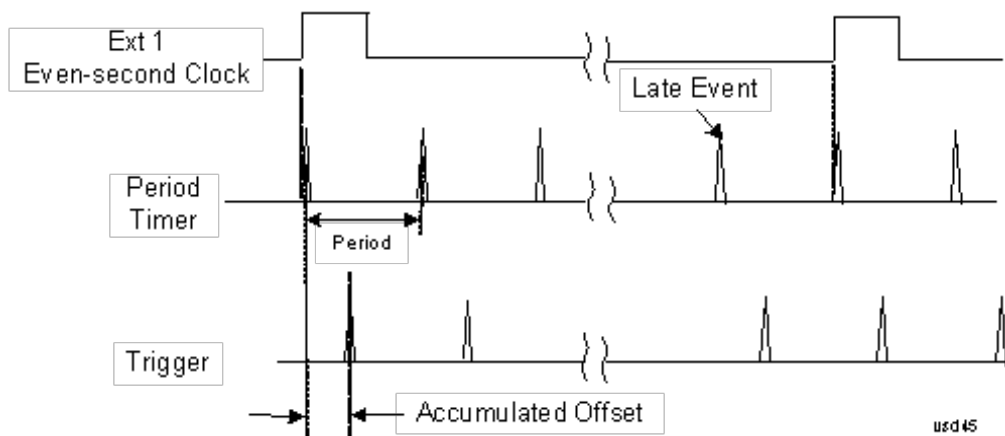 Ext 1
Even-second Clock
Late Event
Period
Timer
Period
Trigger
Accumulated Offset
usd45